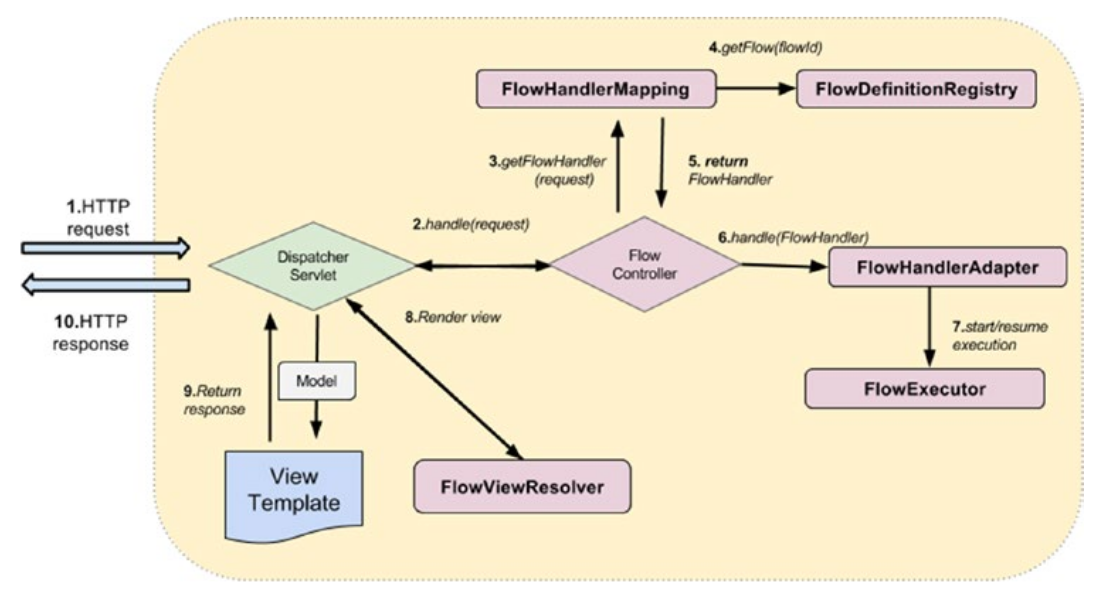 4.getFlow(flowId)
FlowHandlerMapping
FlowDefinitionRegistry
3.getFlowHandler
(request)
5. return
FlowHandler
1.HTTP
request
2.handle(request)
6.handle(FlowHandler)
Dispatcher
Servlet
Flow
Controller
FlowHandlerAdapter
10.HTTP
response
8.Render view
7.start/resume
execution
9.Return
response
Model
FlowExecutor
View
Template
FlowViewResolver